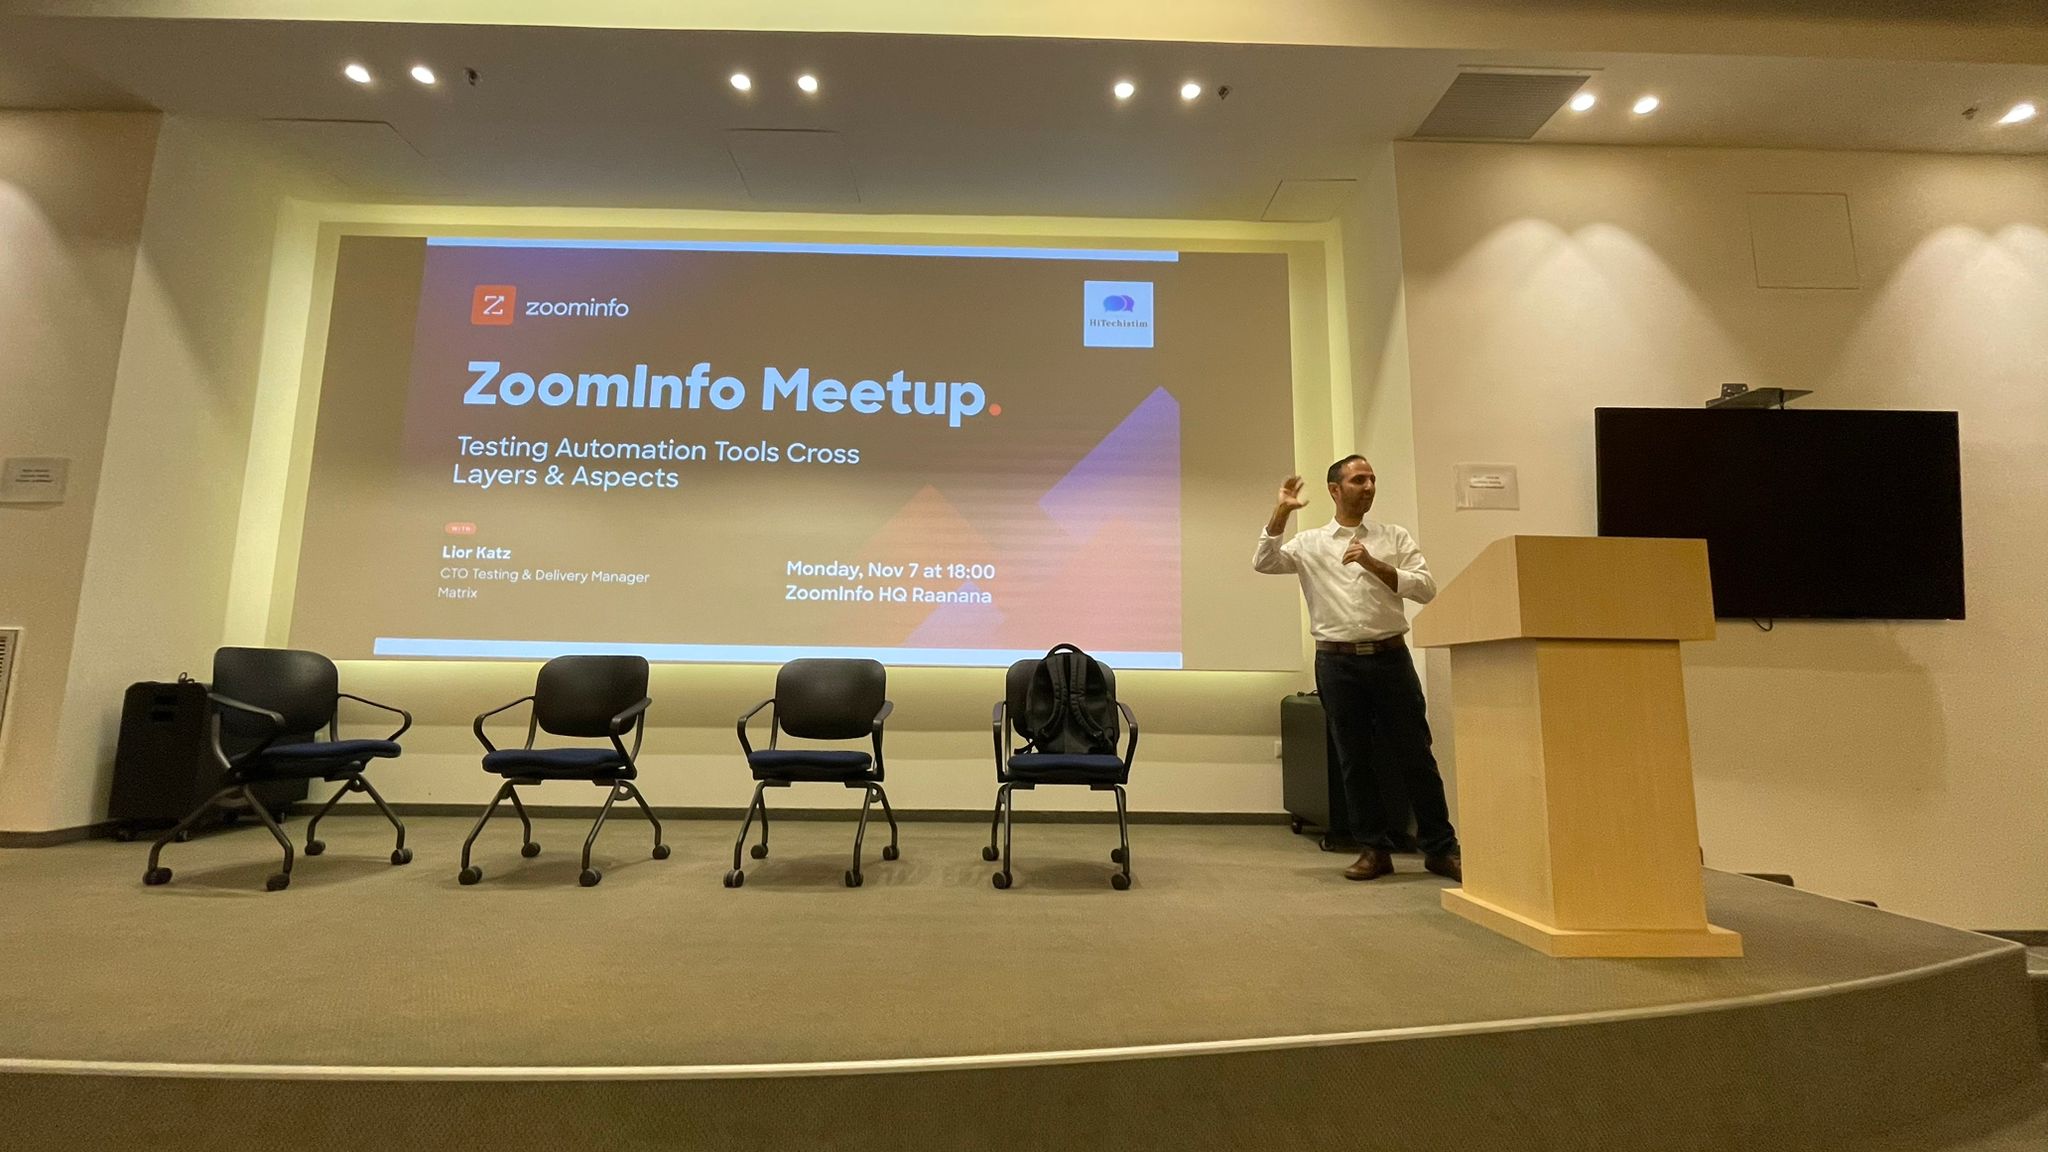 zoominfo
HiTechistim
ZoomInfo Meetup.
Testing Automation Tools Cross
Layers & Aspects
WITH
Lior Katz
CTO Testing & Delivery Manager
Matrix
Monday, Nov 7 at 18:00
ZoomInfo HQ Raanana